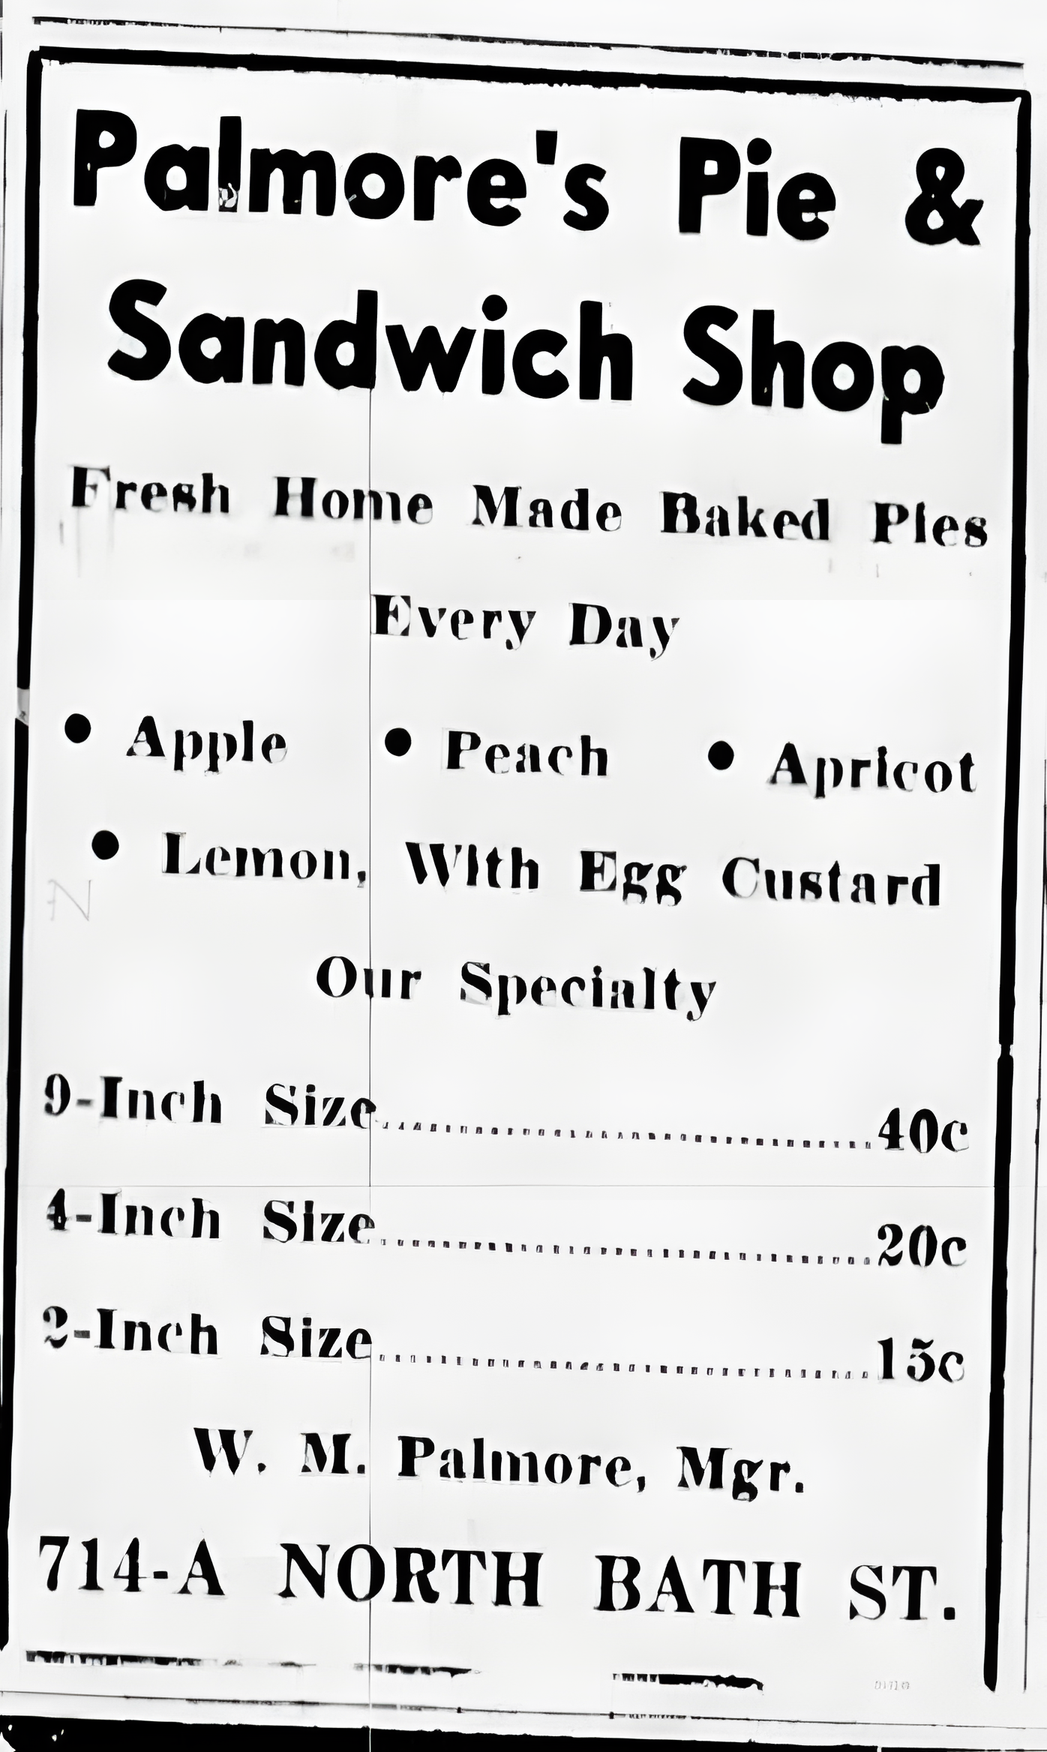 Palmore's Pie &
Sandwich Shop
Fresh Home Made Baked Pies
Every Day
• Apple • Peach • Apricot
• Lemon, With Egg Custard
N
Our Specialty
9-Inch Size..............................40c
4-Inch Size..............................20c
2-Inch Size..............................15c
W. M. Palmore, Mgr.
714-A NORTH BATH ST.